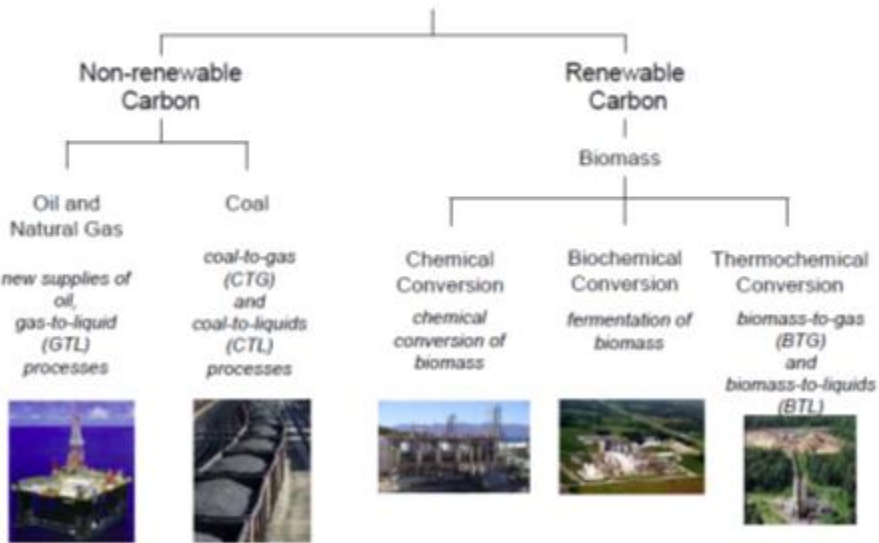 Non-renewable
Carbon
Renewable
Carbon
Biomass
Oil and
Natural Gas
new supplies of
oil,
gas-to-liquid
(GTL)
processes
Coal
coal-to-gas
(CTG)
and
coal-to-liquids
(CTL)
processes
Chemical
Conversion
chemical
conversion of
biomass
Biochemical
Conversion
fermentation of
biomass
Thermochemical
Conversion
biomass-to-gas
(BTG)
and
biomass-to-liquids
(BTL)